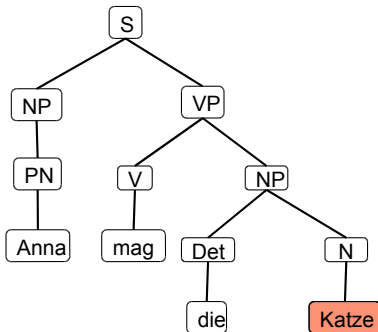 S
NP VP
PN V NP
Anna mag Det N
die Katze